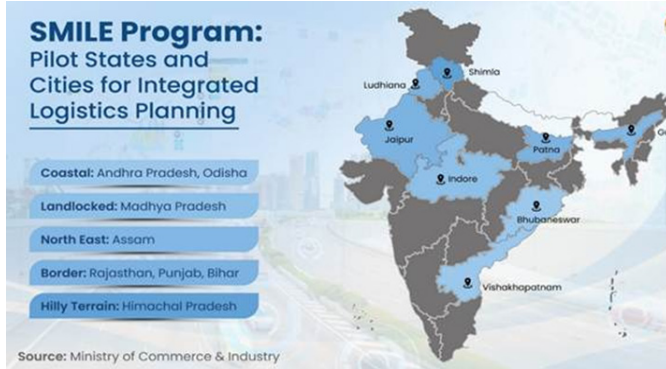 SMILE Program:
Pilot States and
Cities for Integrated
Logistics Planning
Coastal: Andhra Pradesh, Odisha
Landlocked: Madhya Pradesh
North East: Assam
Border: Rajasthan, Punjab, Bihar
Hilly Terrain: Himachal Pradesh
Source: Ministry of Commerce & Industry
Shimla
Ludhiana
Jaipur
Patna
Indore
Bhubaneswar
Vishakhapatnam